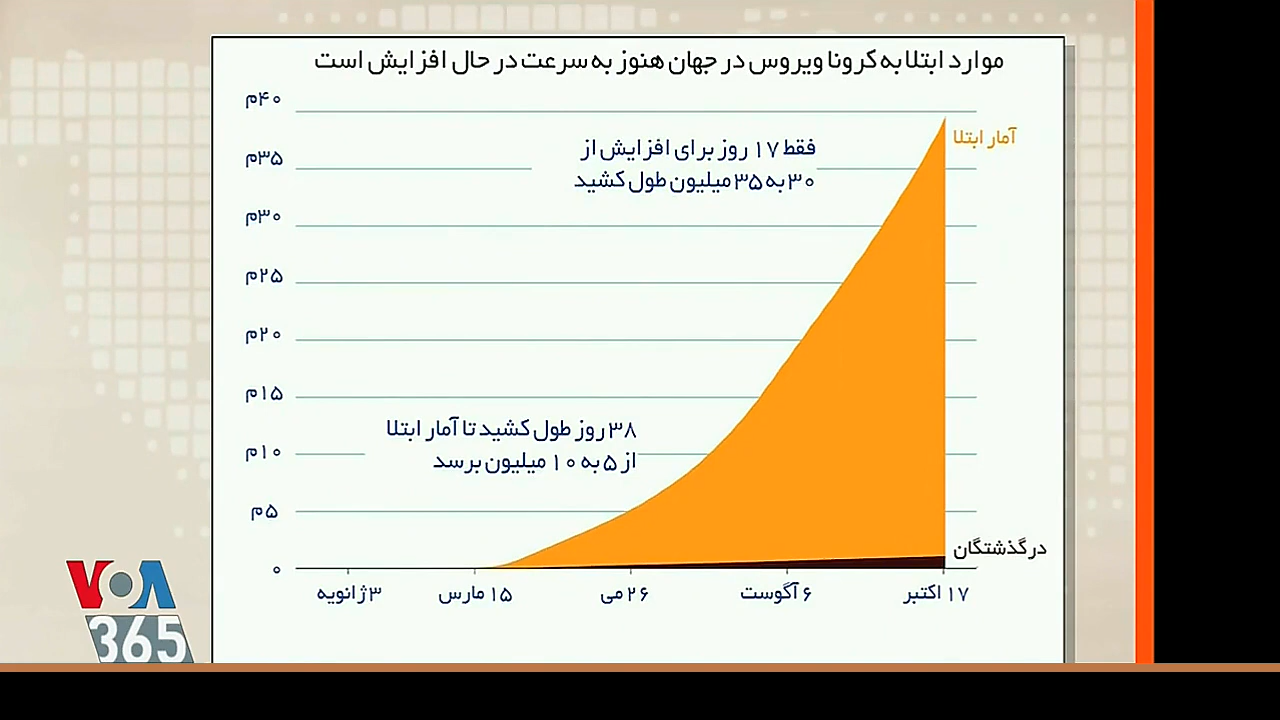 موارد ابتلا به کرونا ویروس در جهان هنوز به سرعت در حال افزایش است
۴۰م
۳۵م
۳۰م
۲۵م
۲۰م
۱۵م
۱۰م
۵م
۰
آمار ابتلا
فقط ۱۷ روز برای افزایش از
۳۰ به ۳۵ میلیون طول کشید
۳۸ روز طول کشید تا آمار ابتلا
از ۵ به ۱۰ میلیون برسد
درگذشتگان
۳ ژانویه
۱۵ مارس
۲۶ می
۶ آگوست
۱۷ اکتبر
VOA
365